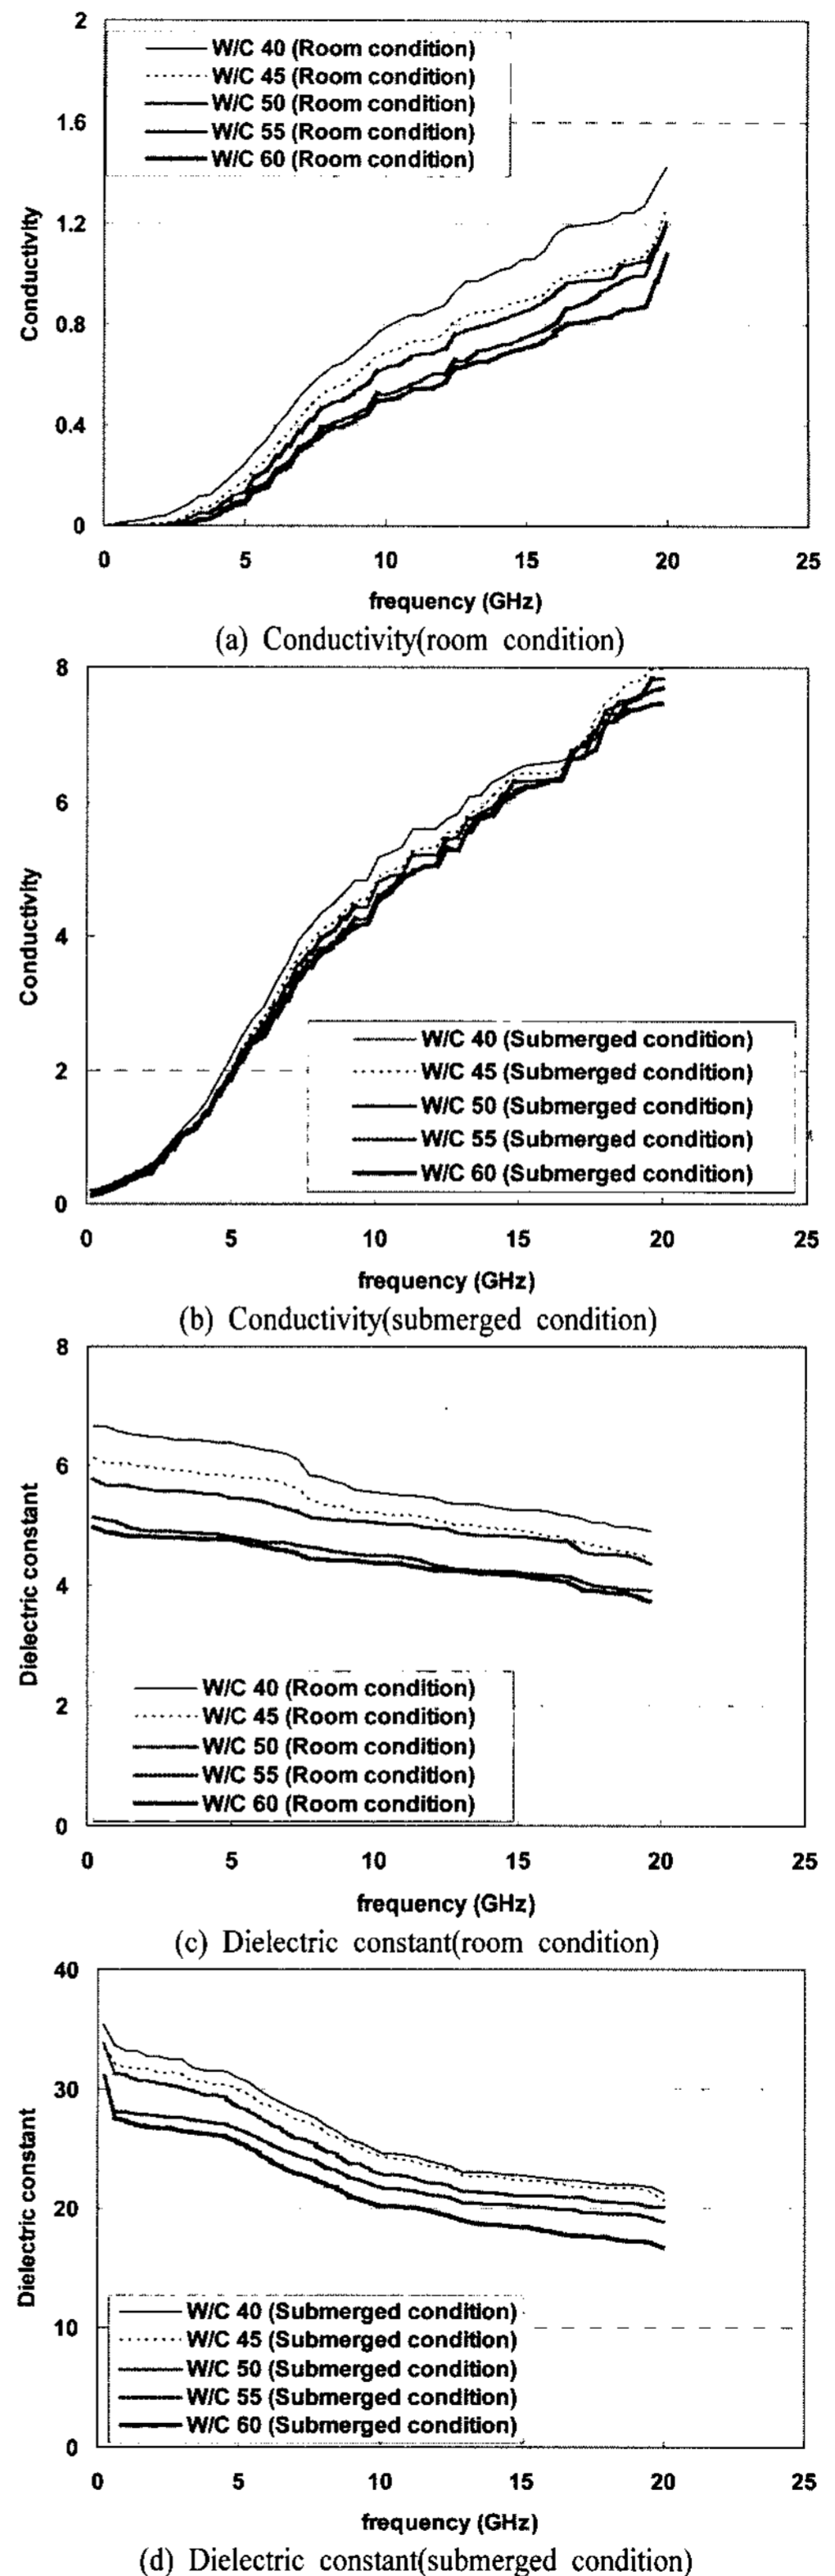 2
W/C 40 (Room condition)
W/C 45 (Room condition)
W/C 50 (Room condition)
W/C 55 (Room condition)
W/C 60 (Room condition)
1.6
1.2
0.8
0.4
0
Conductivity
0 5 10 15 20 25
frequency (GHz)
(a) Conductivity(room condition)
8
6
4
2
0
Conductivity
W/C 40 (Submerged condition)
W/C 45 (Submerged condition)
W/C 50 (Submerged condition)
W/C 55 (Submerged condition)
W/C 60 (Submerged condition)
0 5 10 15 20 25
frequency (GHz)
(b) Conductivity(submerged condition)
8
6
4
2
0
Dielectric constant
W/C 40 (Room condition)
W/C 45 (Room condition)
W/C 50 (Room condition)
W/C 55 (Room condition)
W/C 60 (Room condition)
0 5 10 15 20 25
frequency (GHz)
(c) Dielectric constant(room condition)
40
30
20
10
0
Dielectric constant
W/C 40 (Submerged condition)
W/C 45 (Submerged condition)
W/C 50 (Submerged condition)
W/C 55 (Submerged condition)
W/C 60 (Submerged condition)
0 5 10 15 20 25
frequency (GHz)
(d) Dielectric constant(submerged condition)